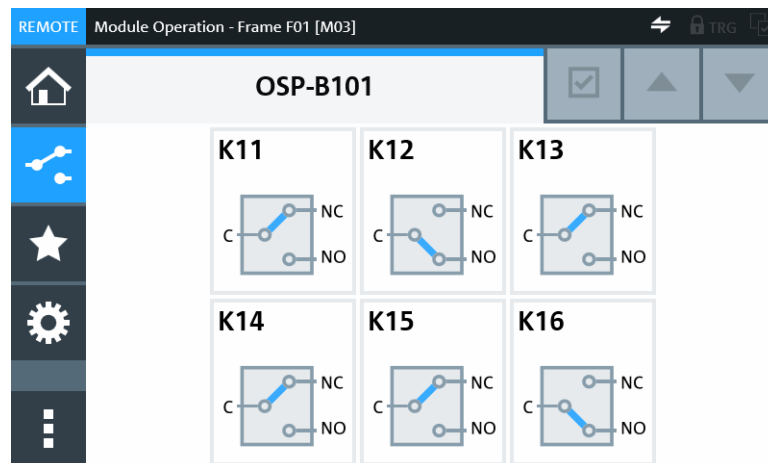 REMOTE Module Operation - Frame F01 [M03] TRG
OSP-B101
K11 K12 K13
NC NC NC
C C C
NO NO NO
K14 K15 K16
NC NC NC
C C C
NO NO NO